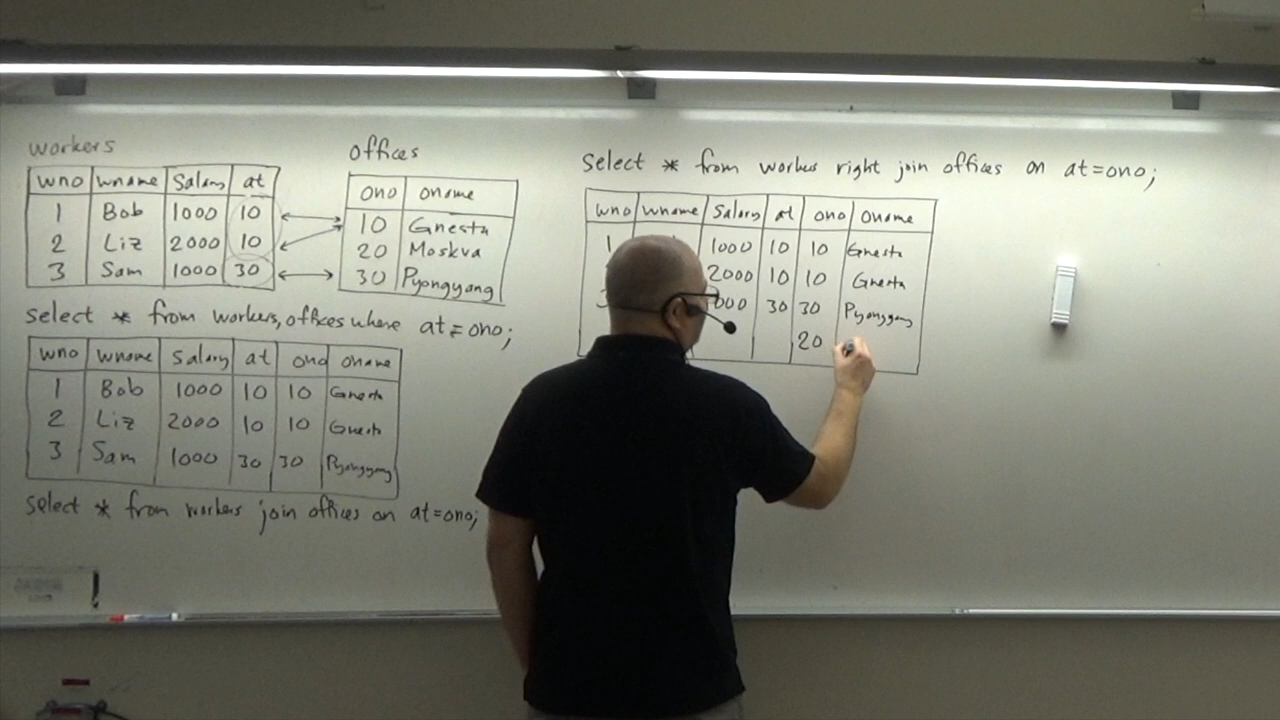 workers
wno wname Salary at
1 Bob 1000 10
2 Liz 2000 10
3 Sam 1000 30
offices
ono oname
10 Gnesta
20 Moskva
30 Pyongyang
Select * from workers, offices where at = ono;
wno wname Salary at ono oname
1 Bob 1000 10 10 Gnesta
2 Liz 2000 10 10 Gnesta
3 Sam 1000 30 30 Pyongyang
Select * from workers join offices on at=ono;
Select * from workers right join offices on at=ono;
wno wname Salary at ono oname
1 1000 10 10 Gnesta
2000 10 10 Gnesta
000 30 30 Pyongyang
20